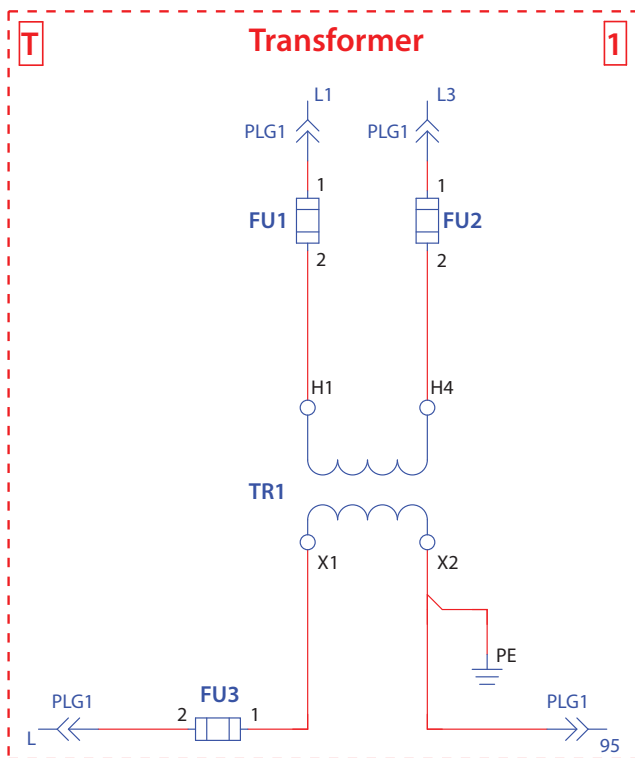 T Transformer 1
L1 L3
PLG1 PLG1
1 1
FU1 FU2
2 2
H1 H4
TR1
X1 X2
PE
FU3
PLG1 2 1 PLG1
L 95